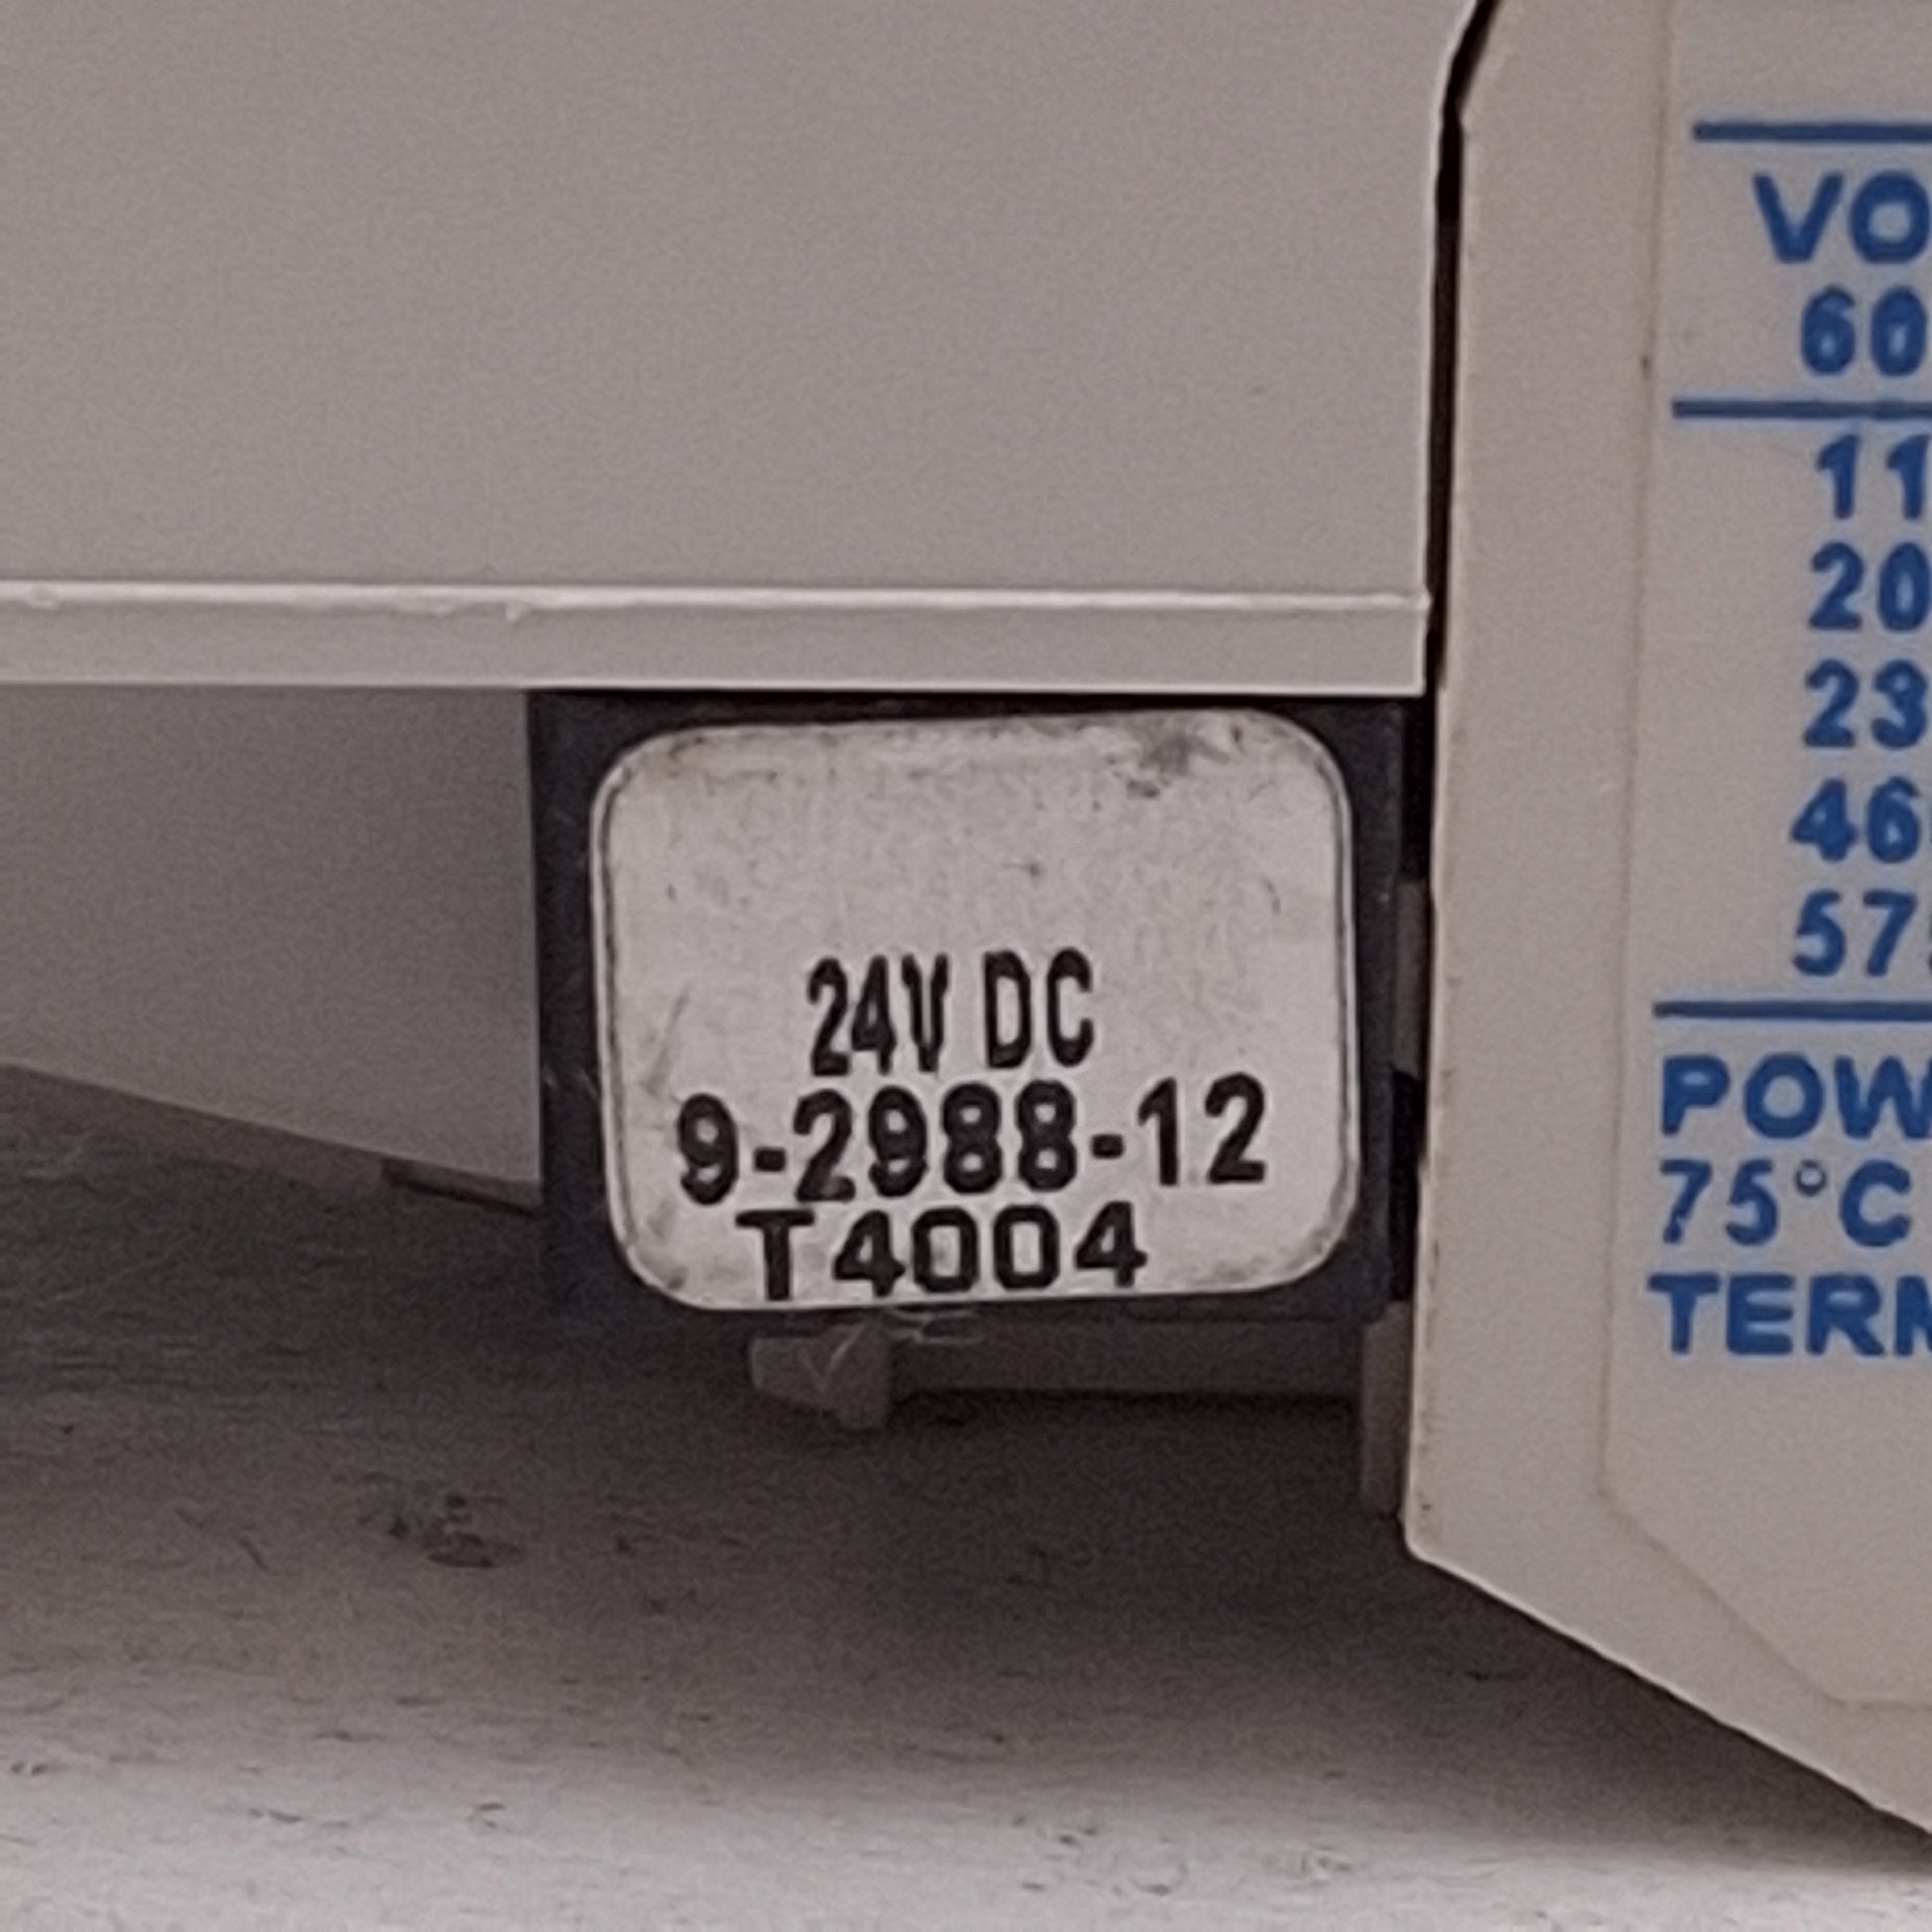 24V DC
9-2988-12
T4004
VO
60
11
20
23
46
57
POW
75°C
TERM